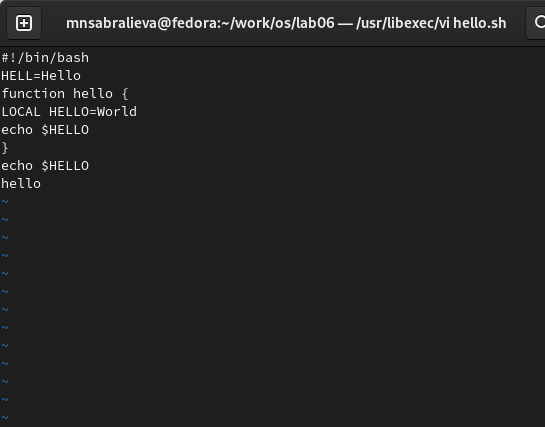 mnsabralieva@fedora:~/work/os/lab06 — /usr/libexec/vi hello.sh
#!/bin/bash
HELL=Hello
function hello {
LOCAL HELLO=World
echo $HELLO
}
echo $HELLO
hello
~
~
~
~
~
~
~
~
~
~
~
~
~